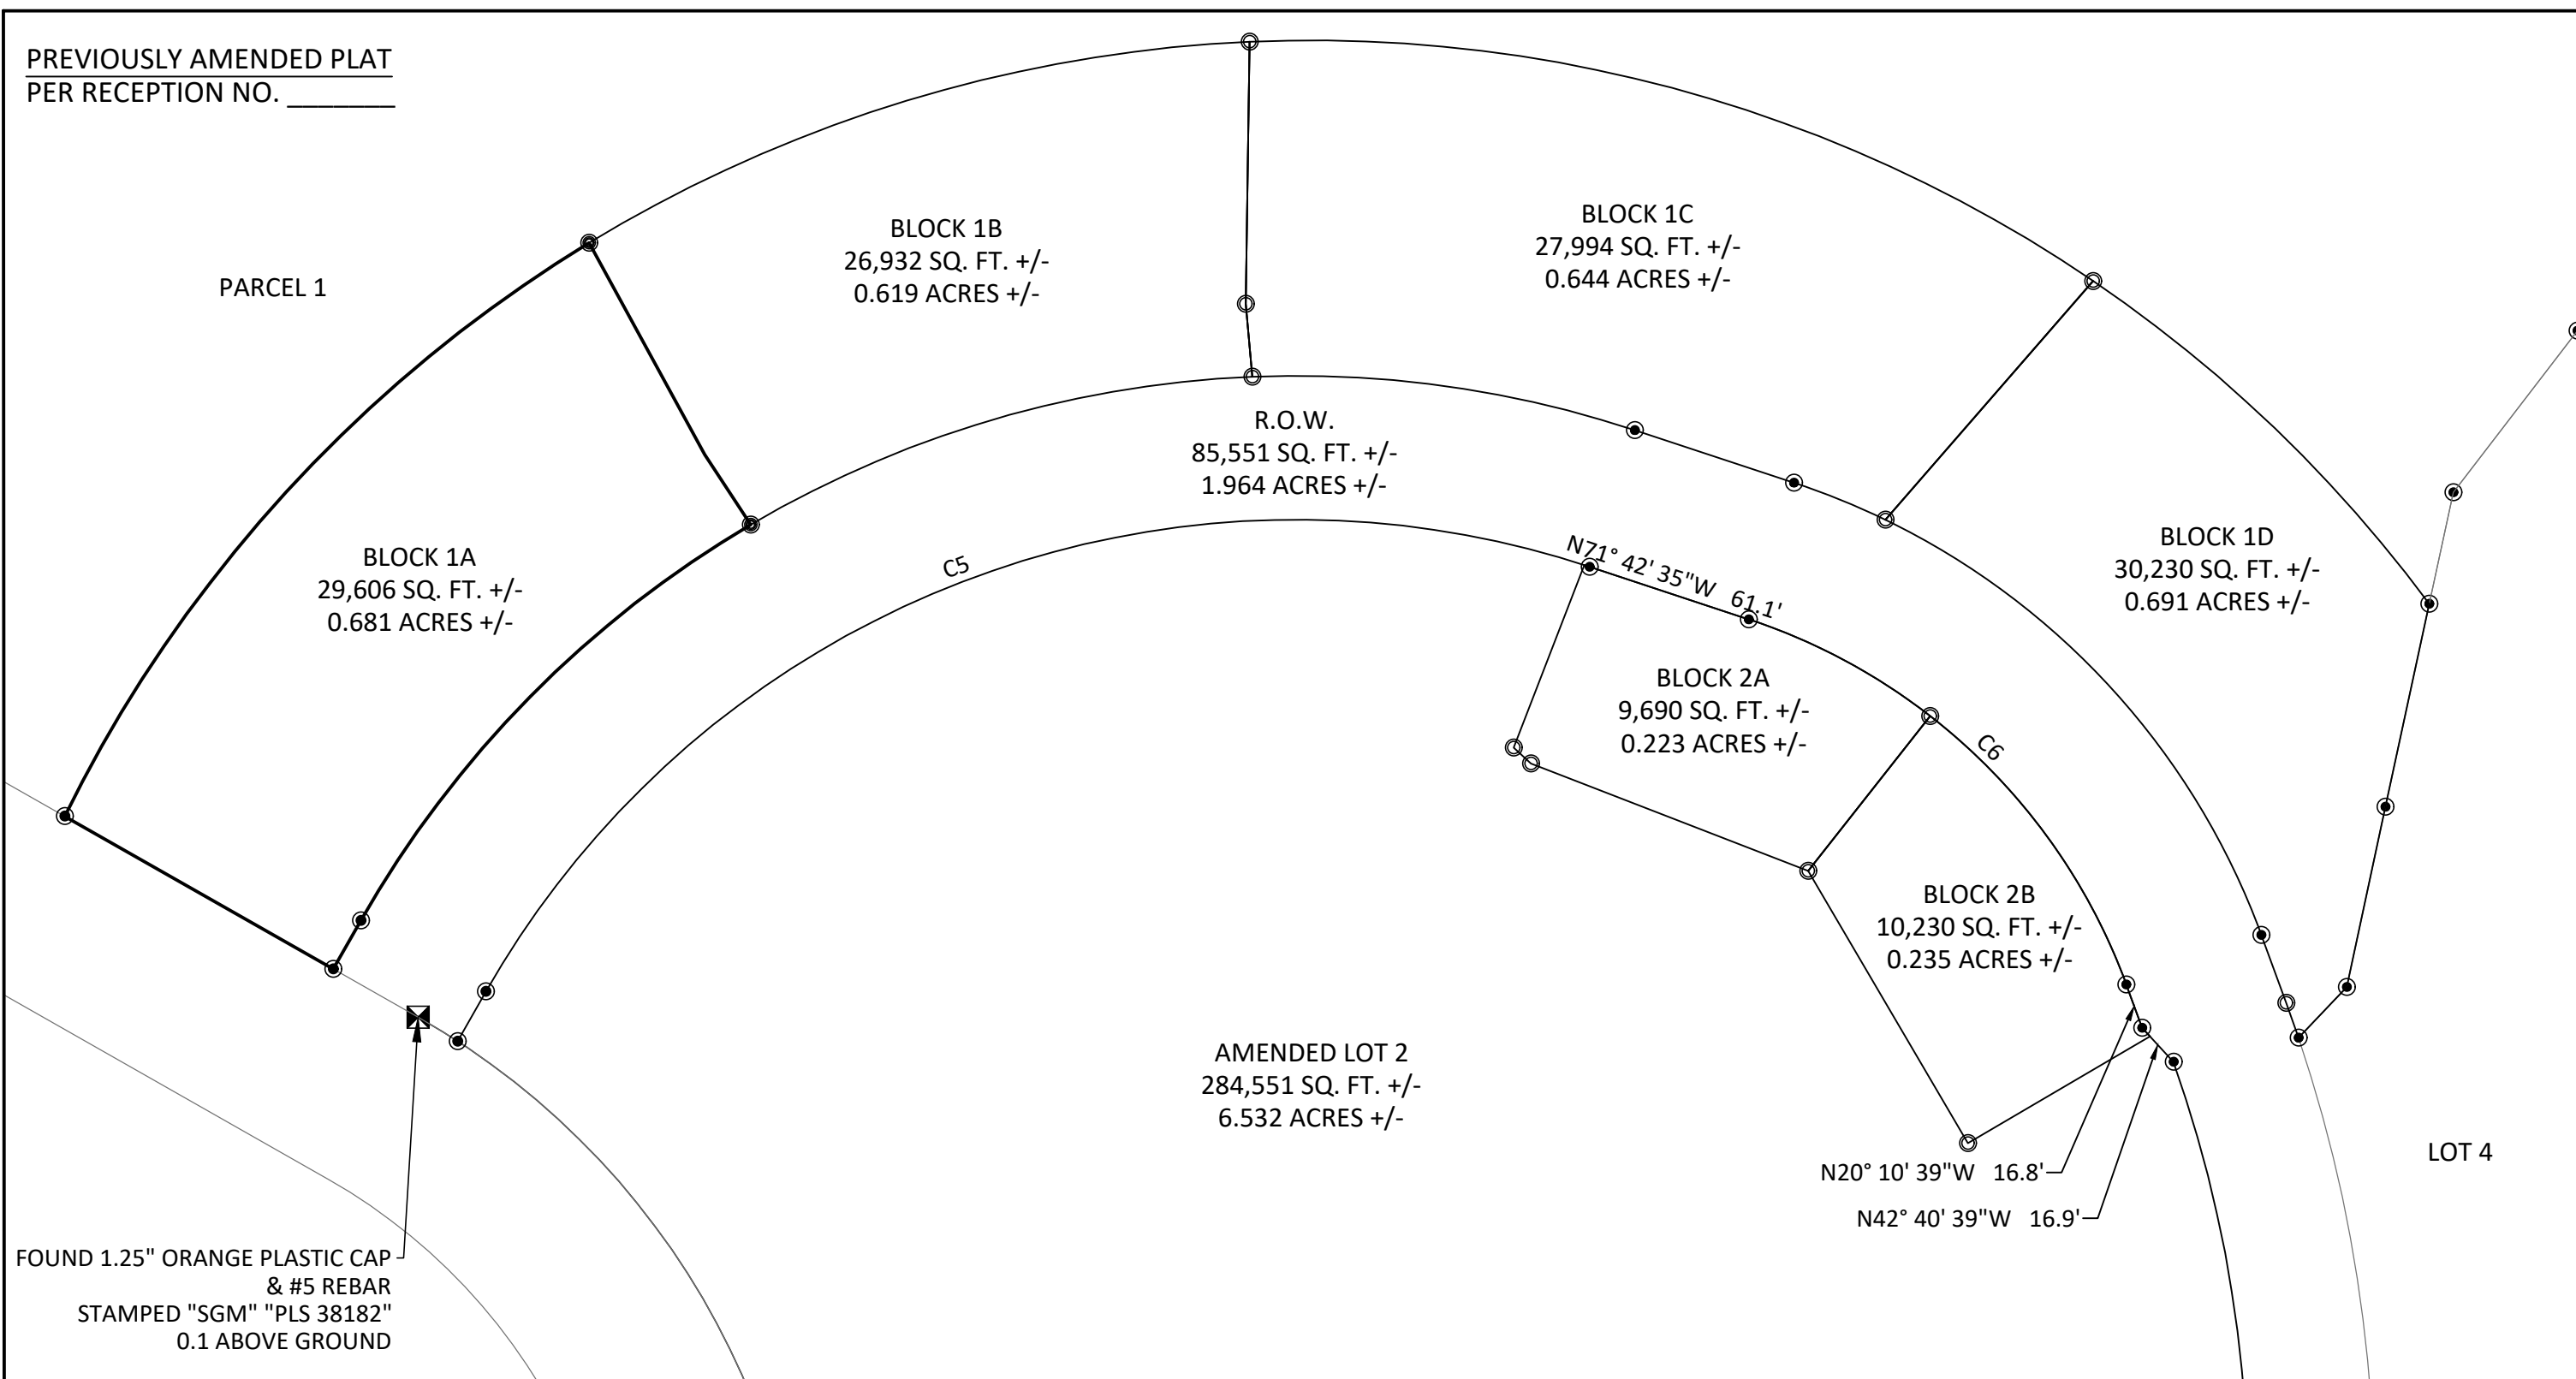 PREVIOUSLY AMENDED PLAT
PER RECEPTION NO. _______
PARCEL 1
BLOCK 1B
26,932 SQ. FT. +/-
0.619 ACRES +/-
BLOCK 1C
27,994 SQ. FT. +/-
0.644 ACRES +/-
R.O.W.
85,551 SQ. FT. +/-
1.964 ACRES +/-
BLOCK 1A
29,606 SQ. FT. +/-
0.681 ACRES +/-
C5
N71° 42' 35"W 61.1'
BLOCK 1D
30,230 SQ. FT. +/-
0.691 ACRES +/-
BLOCK 2A
9,690 SQ. FT. +/-
0.223 ACRES +/-
C6
BLOCK 2B
10,230 SQ. FT. +/-
0.235 ACRES +/-
AMENDED LOT 2
284,551 SQ. FT. +/-
6.532 ACRES +/-
N20° 10' 39"W 16.8'
N42° 40' 39"W 16.9'
LOT 4
FOUND 1.25" ORANGE PLASTIC CAP
& #5 REBAR
STAMPED "SGM" "PLS 38182"
0.1 ABOVE GROUND